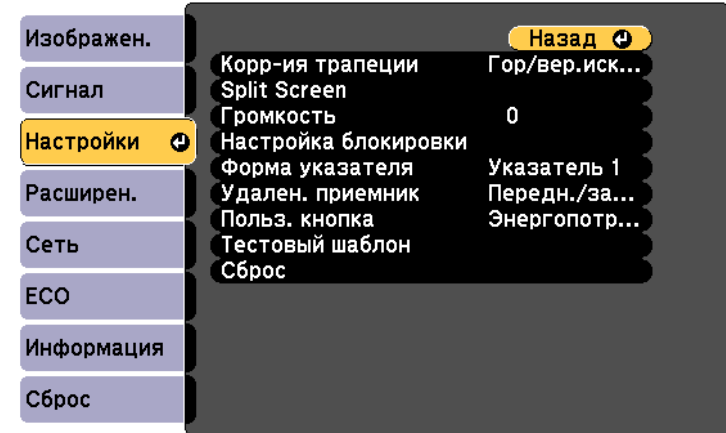 Изображен.
Сигнал
Настройки
Расширен.
Сеть
ECO
Информация
Сброс
Назад
Корр-ия трапеции Гор/вер.иск...
Split Screen
Громкость 0
Настройка блокировки
Форма указателя Указатель 1
Удален. приемник Передн./за...
Польз. кнопка Энергопотр...
Тестовый шаблон
Сброс